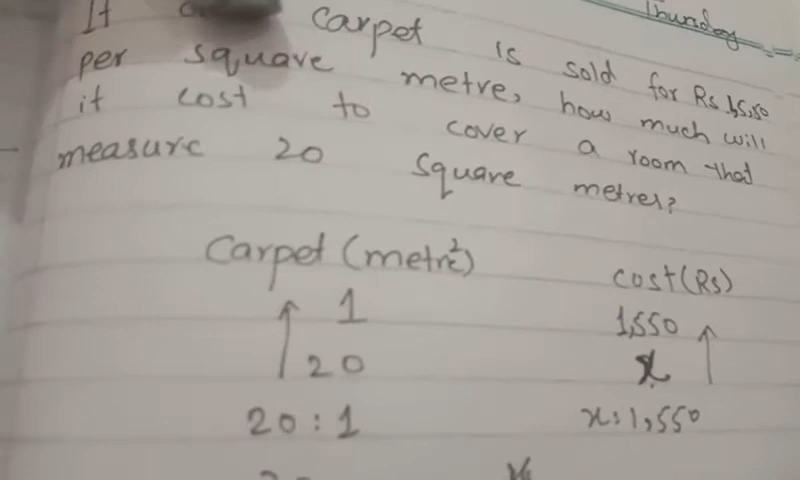 Thursday
If a carpet is sold for Rs 1,550
per square metre, how much will
it cost to cover a room that
measure 20 square metres?
Carpet (metre²) cost (Rs)
1 1,550
20 x
20 : 1 x : 1,550